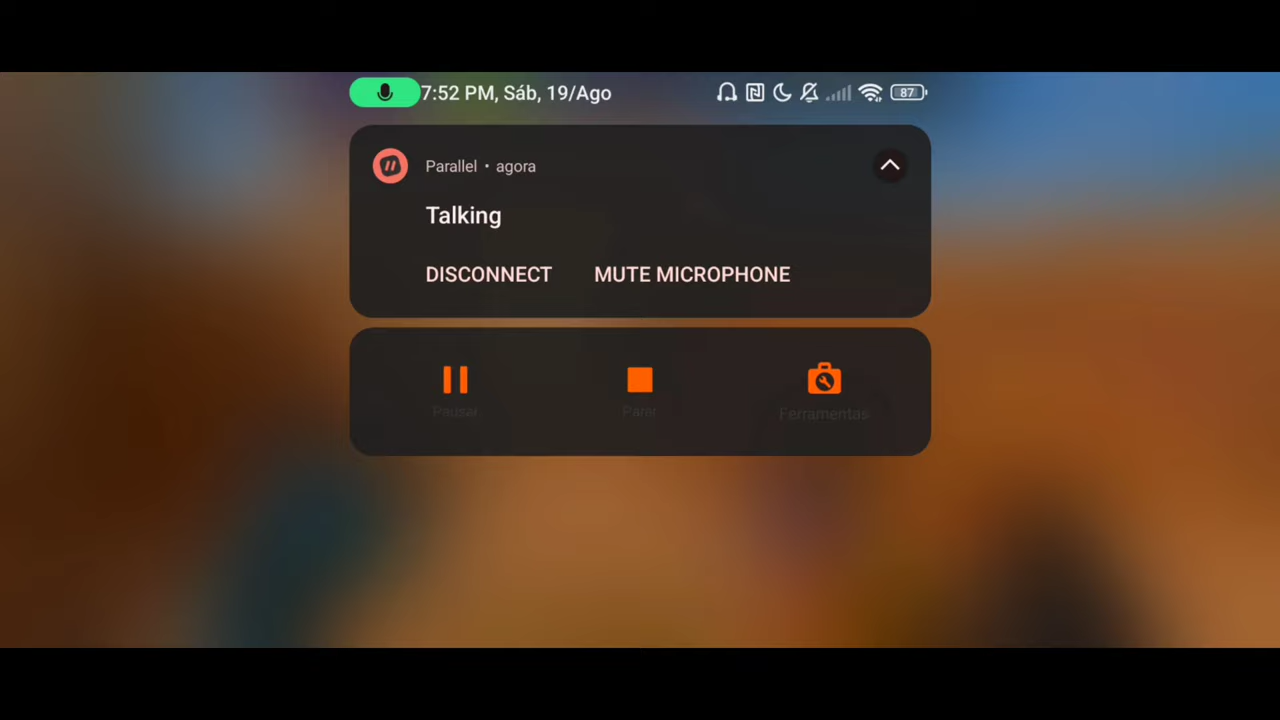 7:52 PM, Sáb, 19/Ago
87
Parallel • agora
Talking
DISCONNECT MUTE MICROPHONE
Pausar Parar Ferramentas